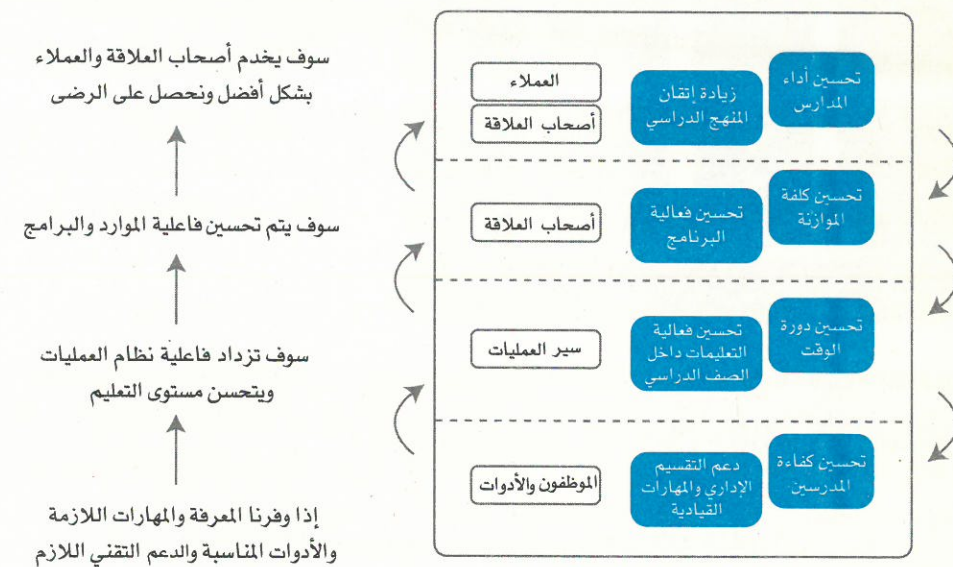 تحسين أداء
المدارس
زيادة إتقان
المنهج الدراسي
العملاء
أصحاب العلاقة
سوف يخدم أصحاب العلاقة والعملاء
بشكل أفضل ونحصل على الرضى
تحسين كلفة
الموازنة
تحسين فعالية
البرنامج
أصحاب العلاقة
سوف يتم تحسين فاعلية الموارد والبرامج
تحسين دورة
الوقت
تحسين فعالية
التعليمات داخل
الصف الدراسي
سير العمليات
سوف تزداد فاعلية نظام العمليات
ويتحسن مستوى التعليم
تحسين كفاءة
المدرسين
دعم التقسيم
الإداري والمهارات
القيادية
الموظفون والأدوات
إذا وفرنا المعرفة والمهارات اللازمة
والأدوات المناسبة والدعم التقني اللازم